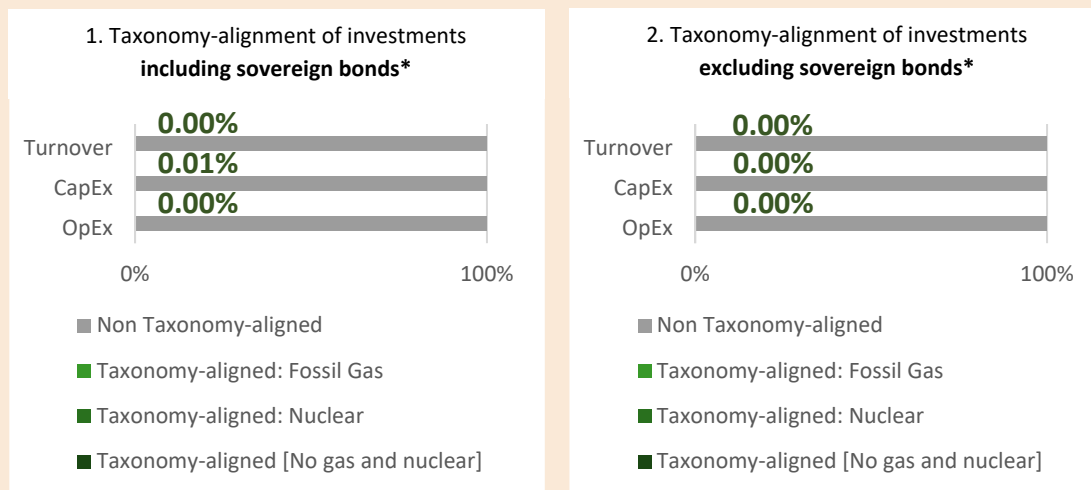 1. Taxonomy-alignment of investments
including sovereign bonds*
0.00%
Turnover
0.01%
CapEx
0.00%
OpEx
0%
100%
Non Taxonomy-aligned
Taxonomy-aligned: Fossil Gas
Taxonomy-aligned: Nuclear
Taxonomy-aligned [No gas and nuclear]
2. Taxonomy-alignment of investments
excluding sovereign bonds*
0.00%
Turnover
0.00%
CapEx
0.00%
OpEx
0%
100%
Non Taxonomy-aligned
Taxonomy-aligned: Fossil Gas
Taxonomy-aligned: Nuclear
Taxonomy-aligned [No gas and nuclear]